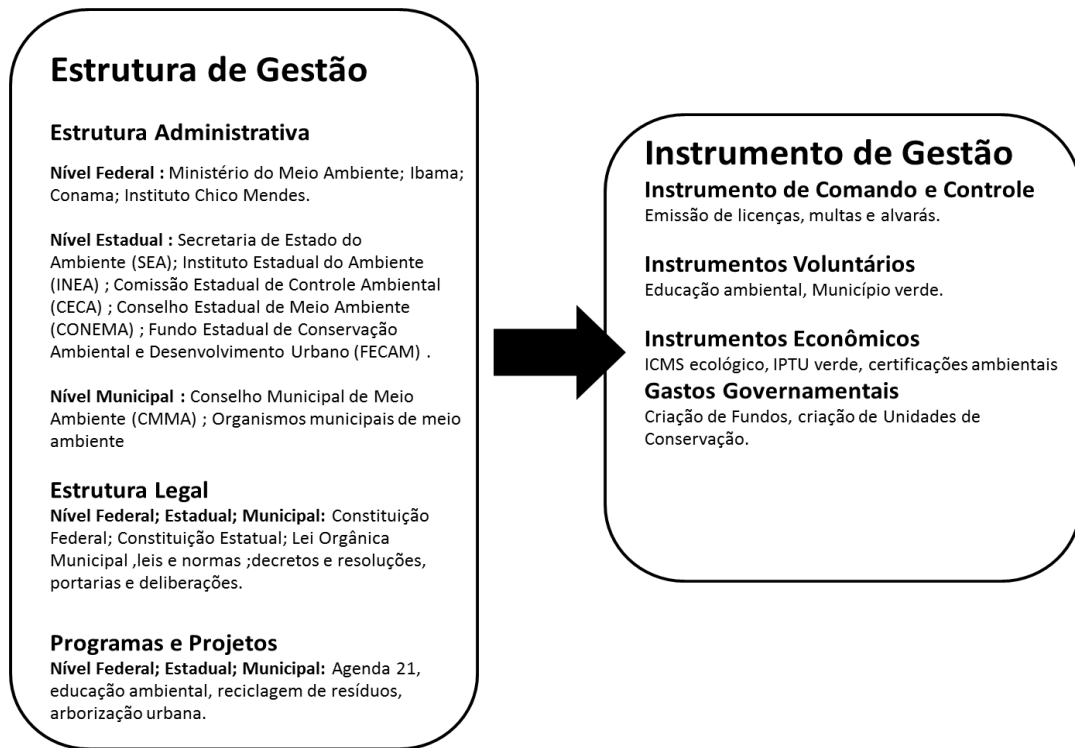 Estrutura de Gestão
Estrutura Administrativa
Nível Federal : Ministério do Meio Ambiente; Ibama;
Conama; Instituto Chico Mendes.
Nível Estadual : Secretaria de Estado do
Ambiente (SEA); Instituto Estadual do Ambiente
(INEA) ; Comissão Estadual de Controle Ambiental
(CECA) ; Conselho Estadual de Meio Ambiente
(CONEMA) ; Fundo Estadual de Conservação
Ambiental e Desenvolvimento Urbano (FECAM) .
Nível Municipal : Conselho Municipal de Meio
Ambiente (CMMA) ; Organismos municipais de meio
ambiente
Estrutura Legal
Nível Federal; Estadual; Municipal: Constituição
Federal; Constituição Estatual; Lei Orgânica
Municipal ,leis e normas ;decretos e resoluções,
portarias e deliberações.
Programas e Projetos
Nível Federal; Estadual; Municipal: Agenda 21,
educação ambiental, reciclagem de resíduos,
arborização urbana.
Instrumento de Gestão
Instrumento de Comando e Controle
Emissão de licenças, multas e alvarás.
Instrumentos Voluntários
Educação ambiental, Município verde.
Instrumentos Econômicos
ICMS ecológico, IPTU verde, certificações ambientais
Gastos Governamentais
Criação de Fundos, criação de Unidades de
Conservação.